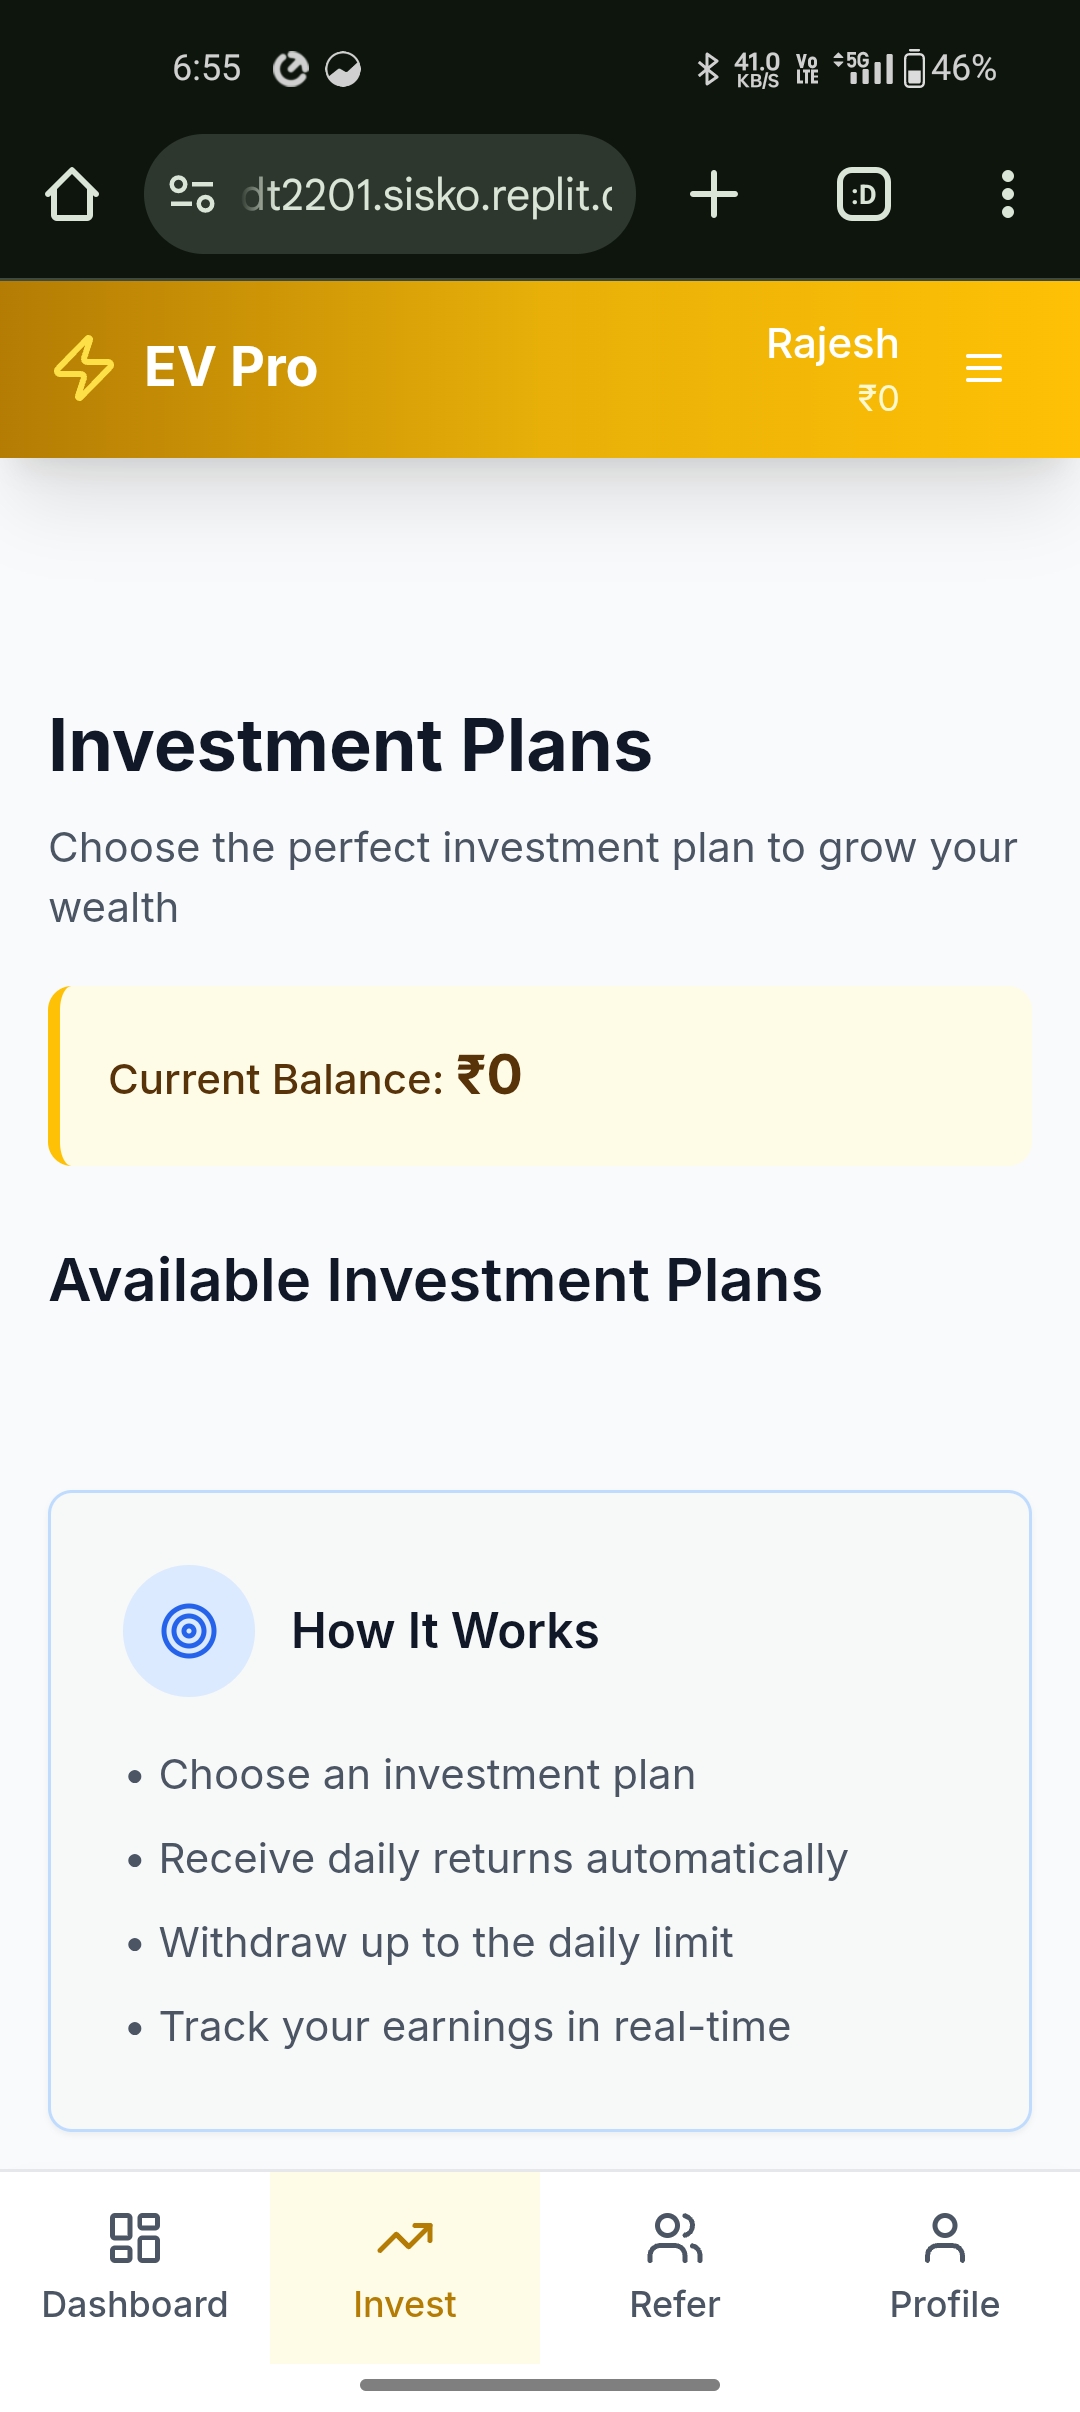 6:55
41.0
KB/S
Vo
LTE
5G
46%
dt2201.sisko.replit.
:D
EV Pro
Rajesh
₹0
Investment Plans
Choose the perfect investment plan to grow your
wealth
Current Balance: ₹0
Available Investment Plans
How It Works
• Choose an investment plan
• Receive daily returns automatically
• Withdraw up to the daily limit
• Track your earnings in real-time
Dashboard
Invest
Refer
Profile